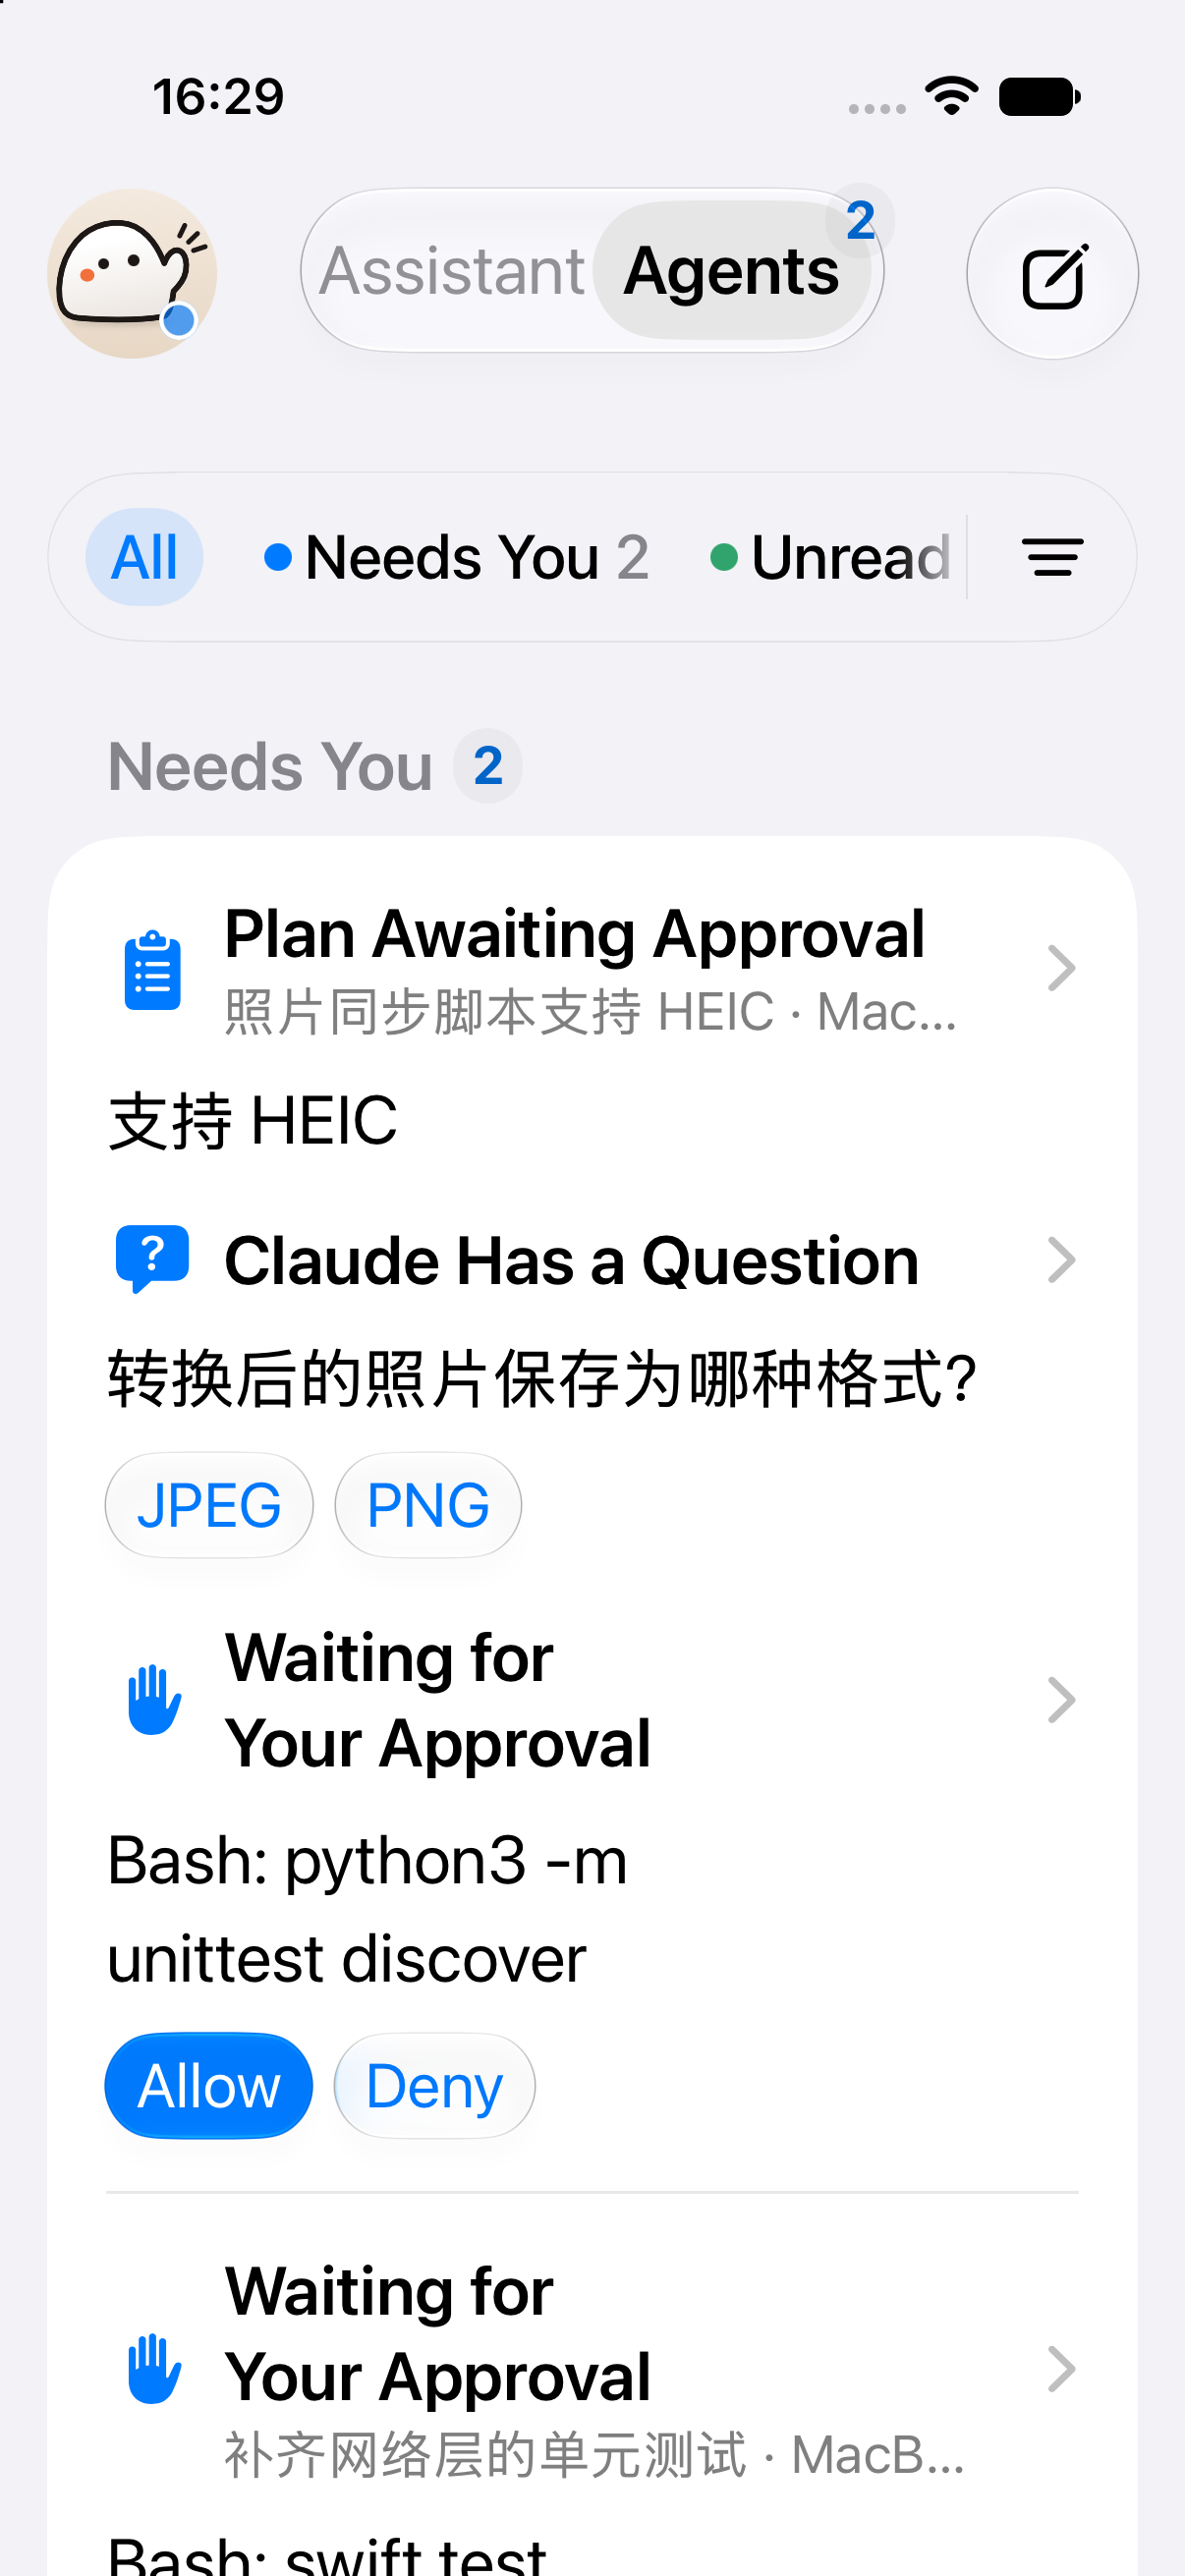 16:29
Assistant Agents 2
All Needs You 2 Unread
Needs You 2
Plan Awaiting Approval
照片同步脚本支持 HEIC · Mac...
支持 HEIC
Claude Has a Question
转换后的照片保存为哪种格式?
JPEG PNG
Waiting for
Your Approval
Bash: python3 -m
unittest discover
Allow Deny
Waiting for
Your Approval
补齐网络层的单元测试 · MacB...
Bash: swift test